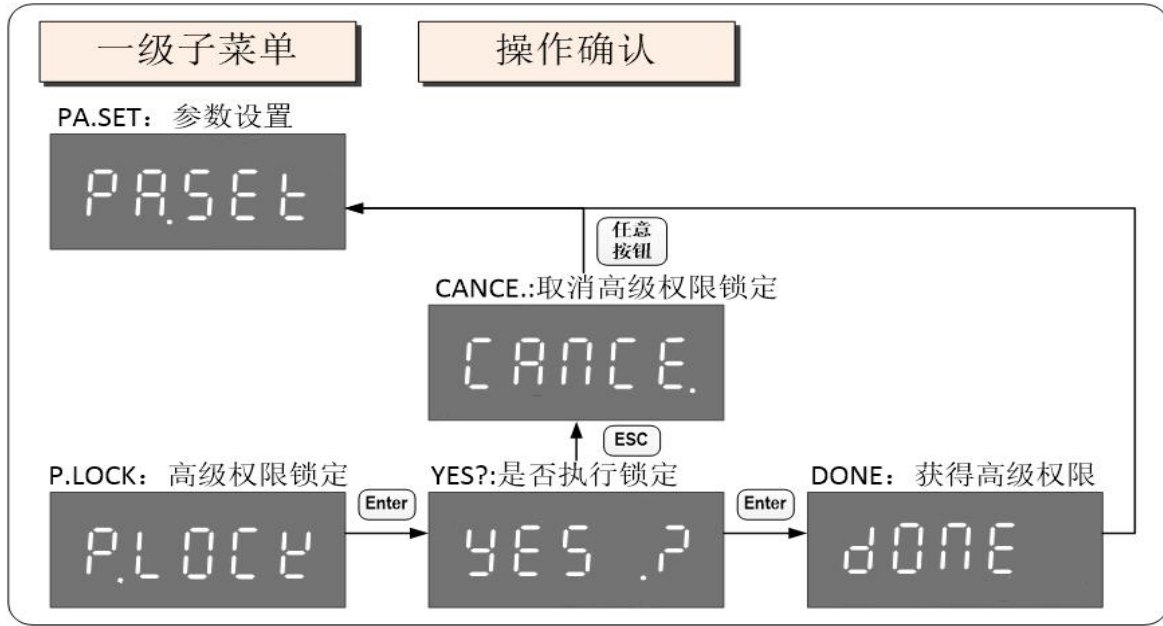 一级子菜单
操作确认
PA.SET：参数设置
PA.SEt
任意
按钮
CANCE.:取消高级权限锁定
CANCE.
ESC
P.LOCK：高级权限锁定
YES?:是否执行锁定
DONE：获得高级权限
Enter
Enter
P.LOCK
YES .?
dONE